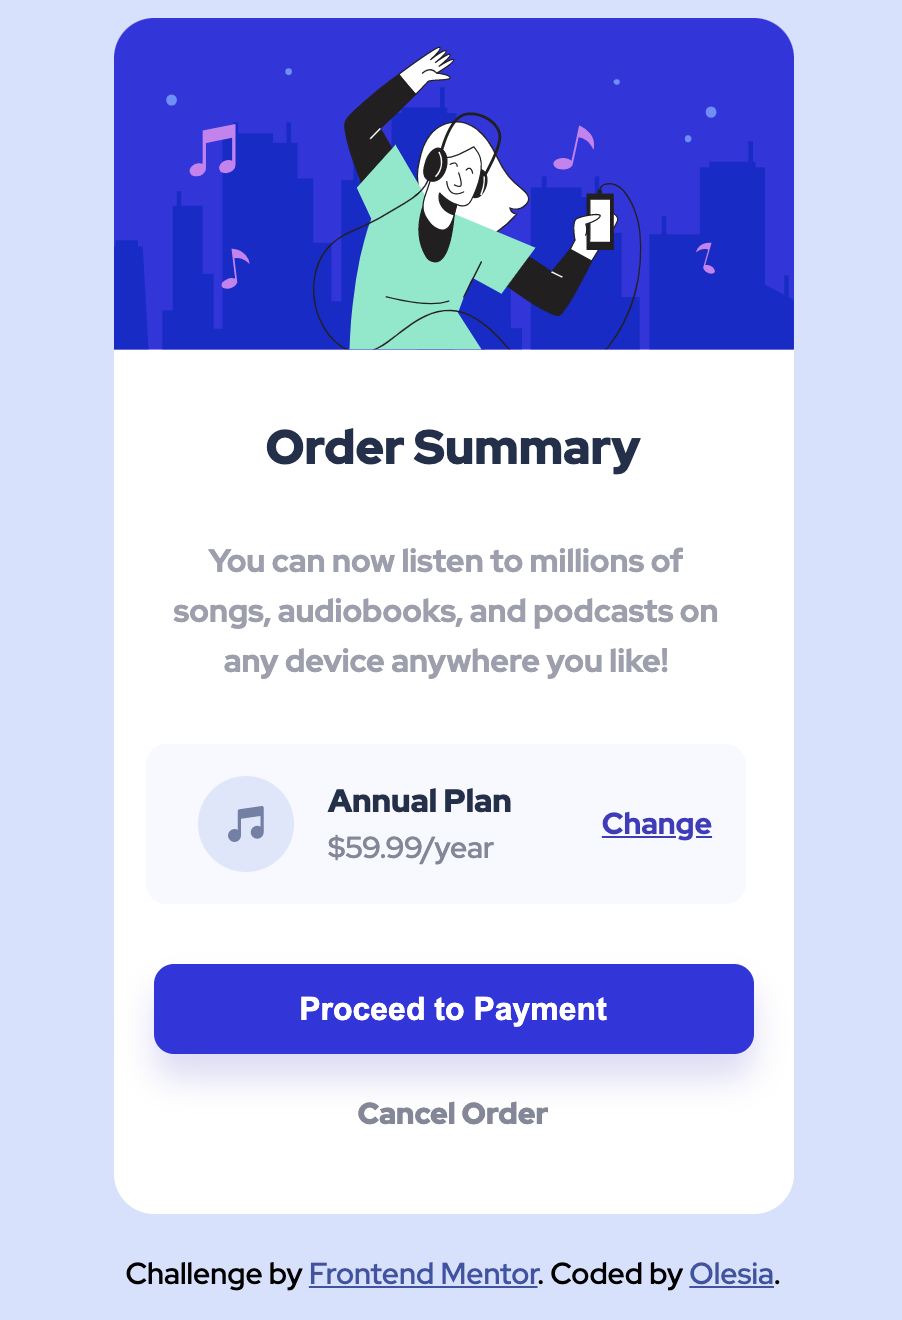 Order Summary
You can now listen to millions of
songs, audiobooks, and podcasts on
any device anywhere you like!
Annual Plan
$59.99/year
Change
Proceed to Payment
Cancel Order
Challenge by Frontend Mentor. Coded by Olesia.